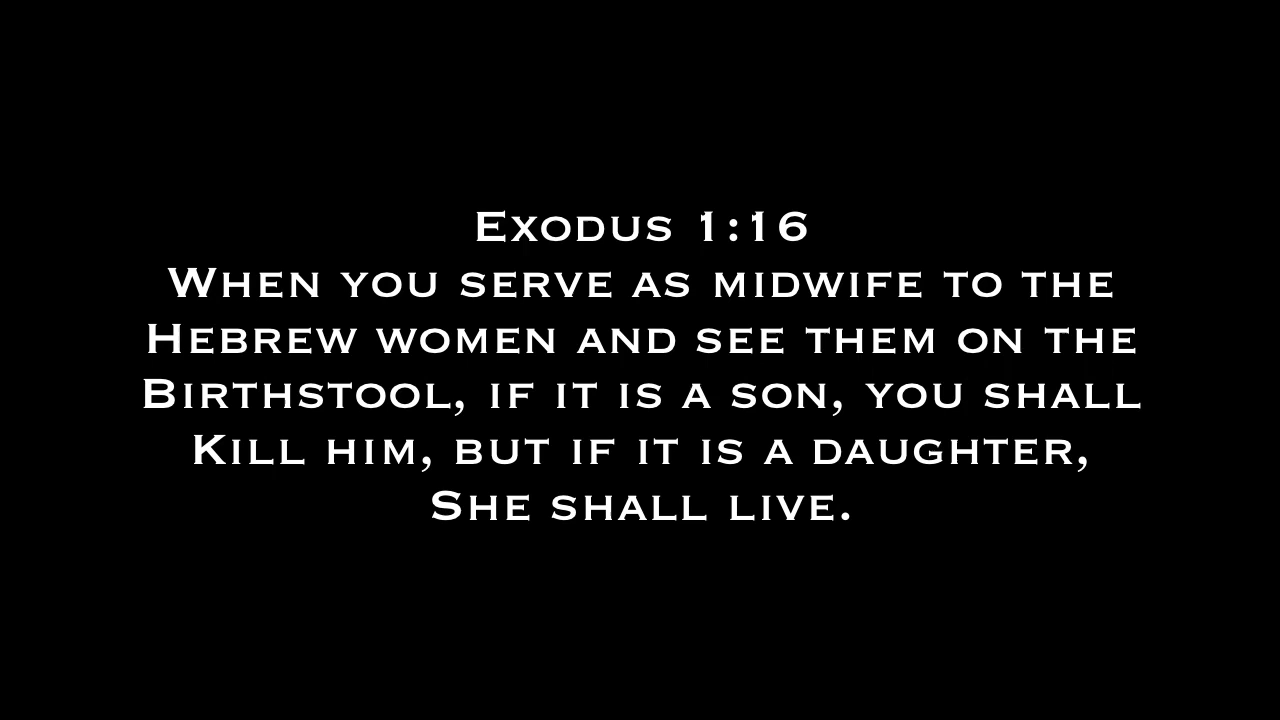 Exodus 1:16
When you serve as midwife to the
Hebrew women and see them on the
Birthstool, if it is a son, you shall
Kill him, but if it is a daughter,
She shall live.